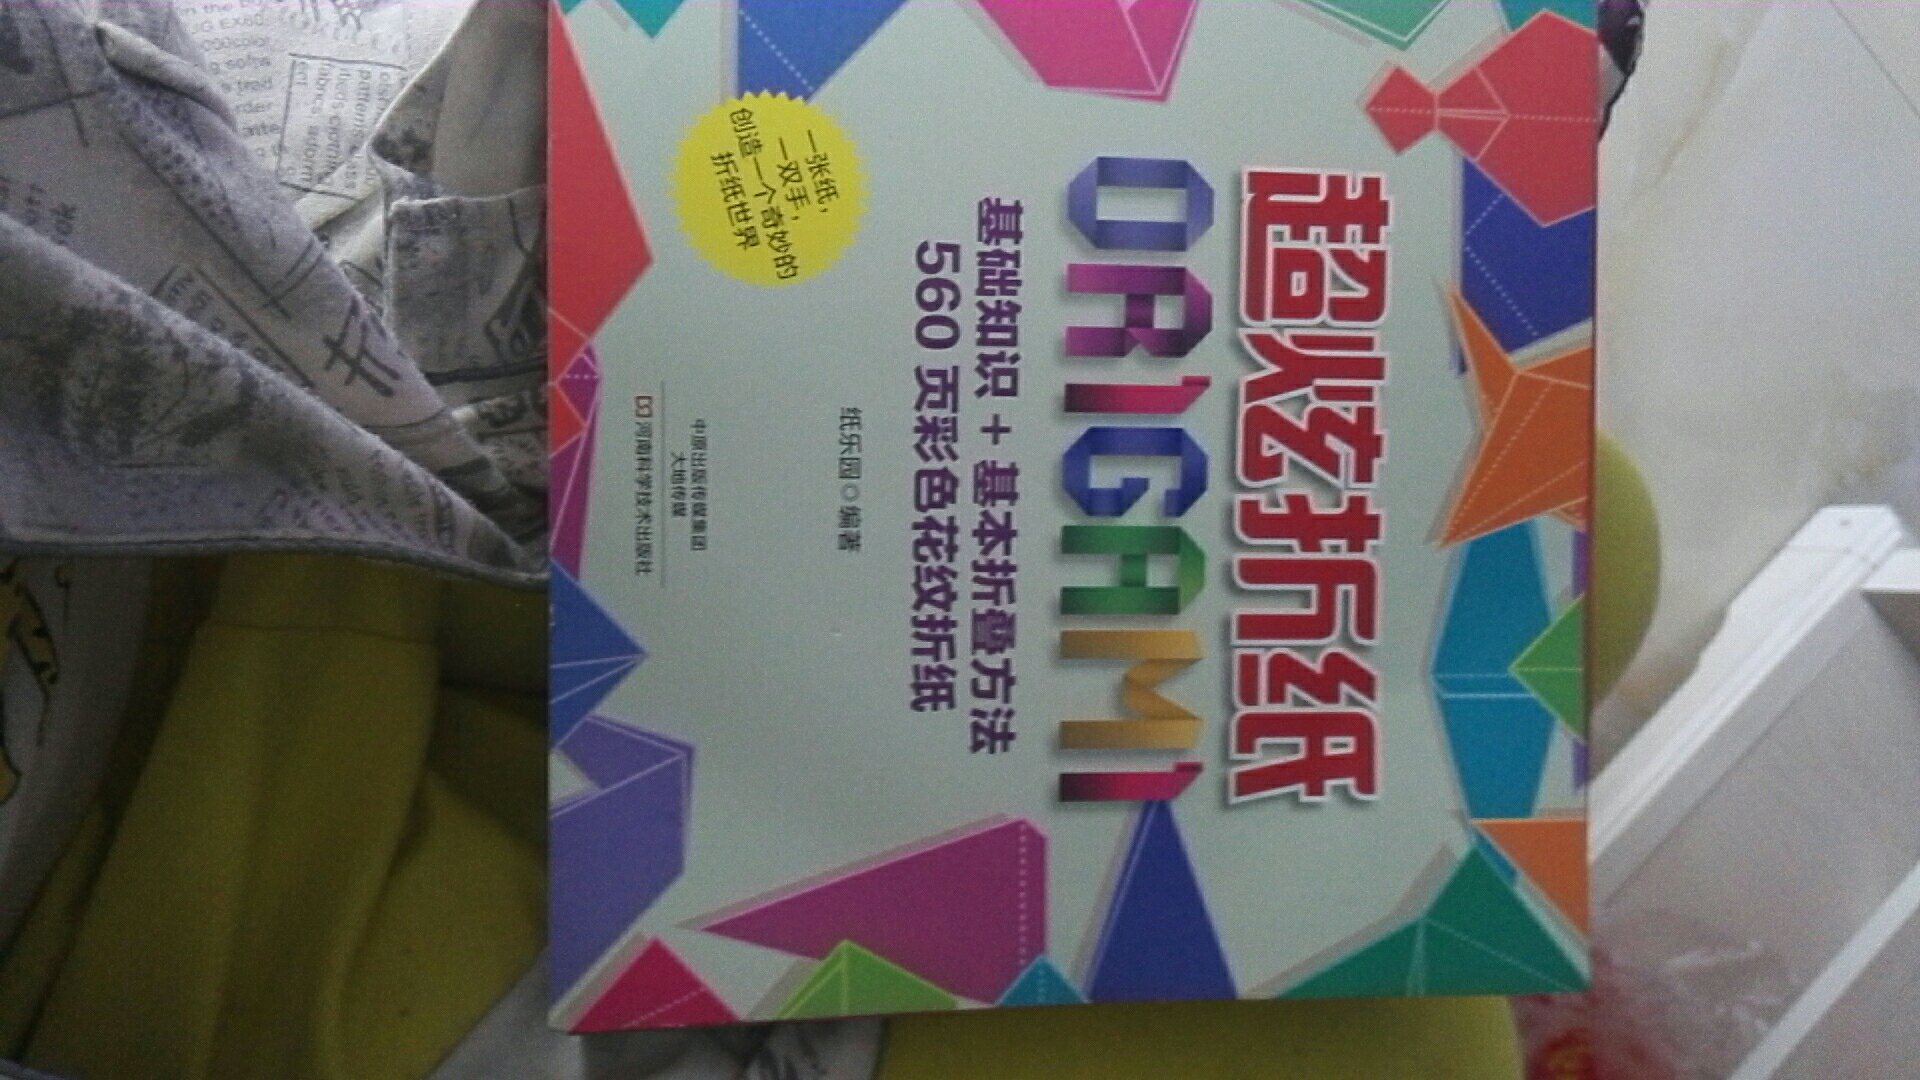 超炫折纸
ORIGAMI
基础知识 + 基本折叠方法
560 页彩色花纹折纸
纸乐园○编著
一张纸，
一双手，
创造一个奇妙的
折纸世界
中原出版传媒集团
大地传媒
河南科学技术出版社